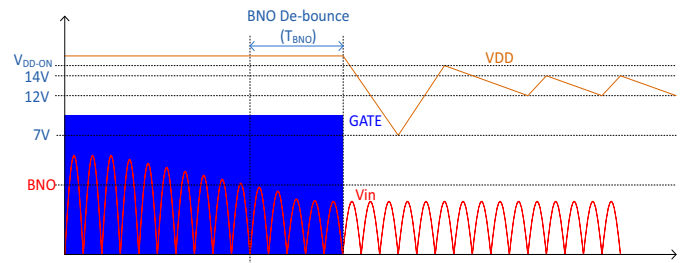 BNO De-bounce
(TBNO)
VDD-ON
VDD
14V
12V
GATE
7V
BNO
Vin